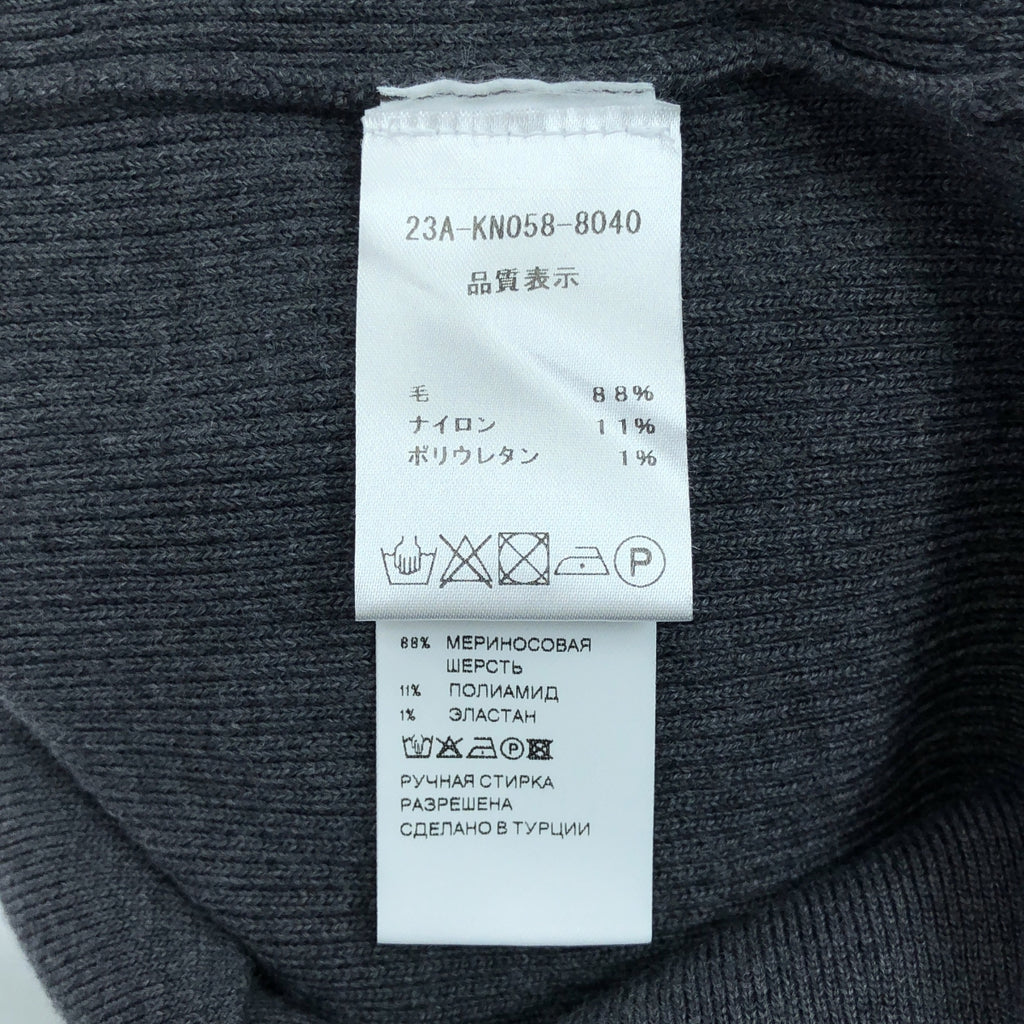 23A-KN058-8040
品質表示
毛 88%
ナイロン 11%
ポリウレタン 1%
P
88% МЕРИНОСОВАЯ
ШЕРСТЬ
11% ПОЛИАМИД
1% ЭЛАСТАН
P
РУЧНАЯ СТИРКА
РАЗРЕШЕНА
СДЕЛАНО В ТУРЦИИ